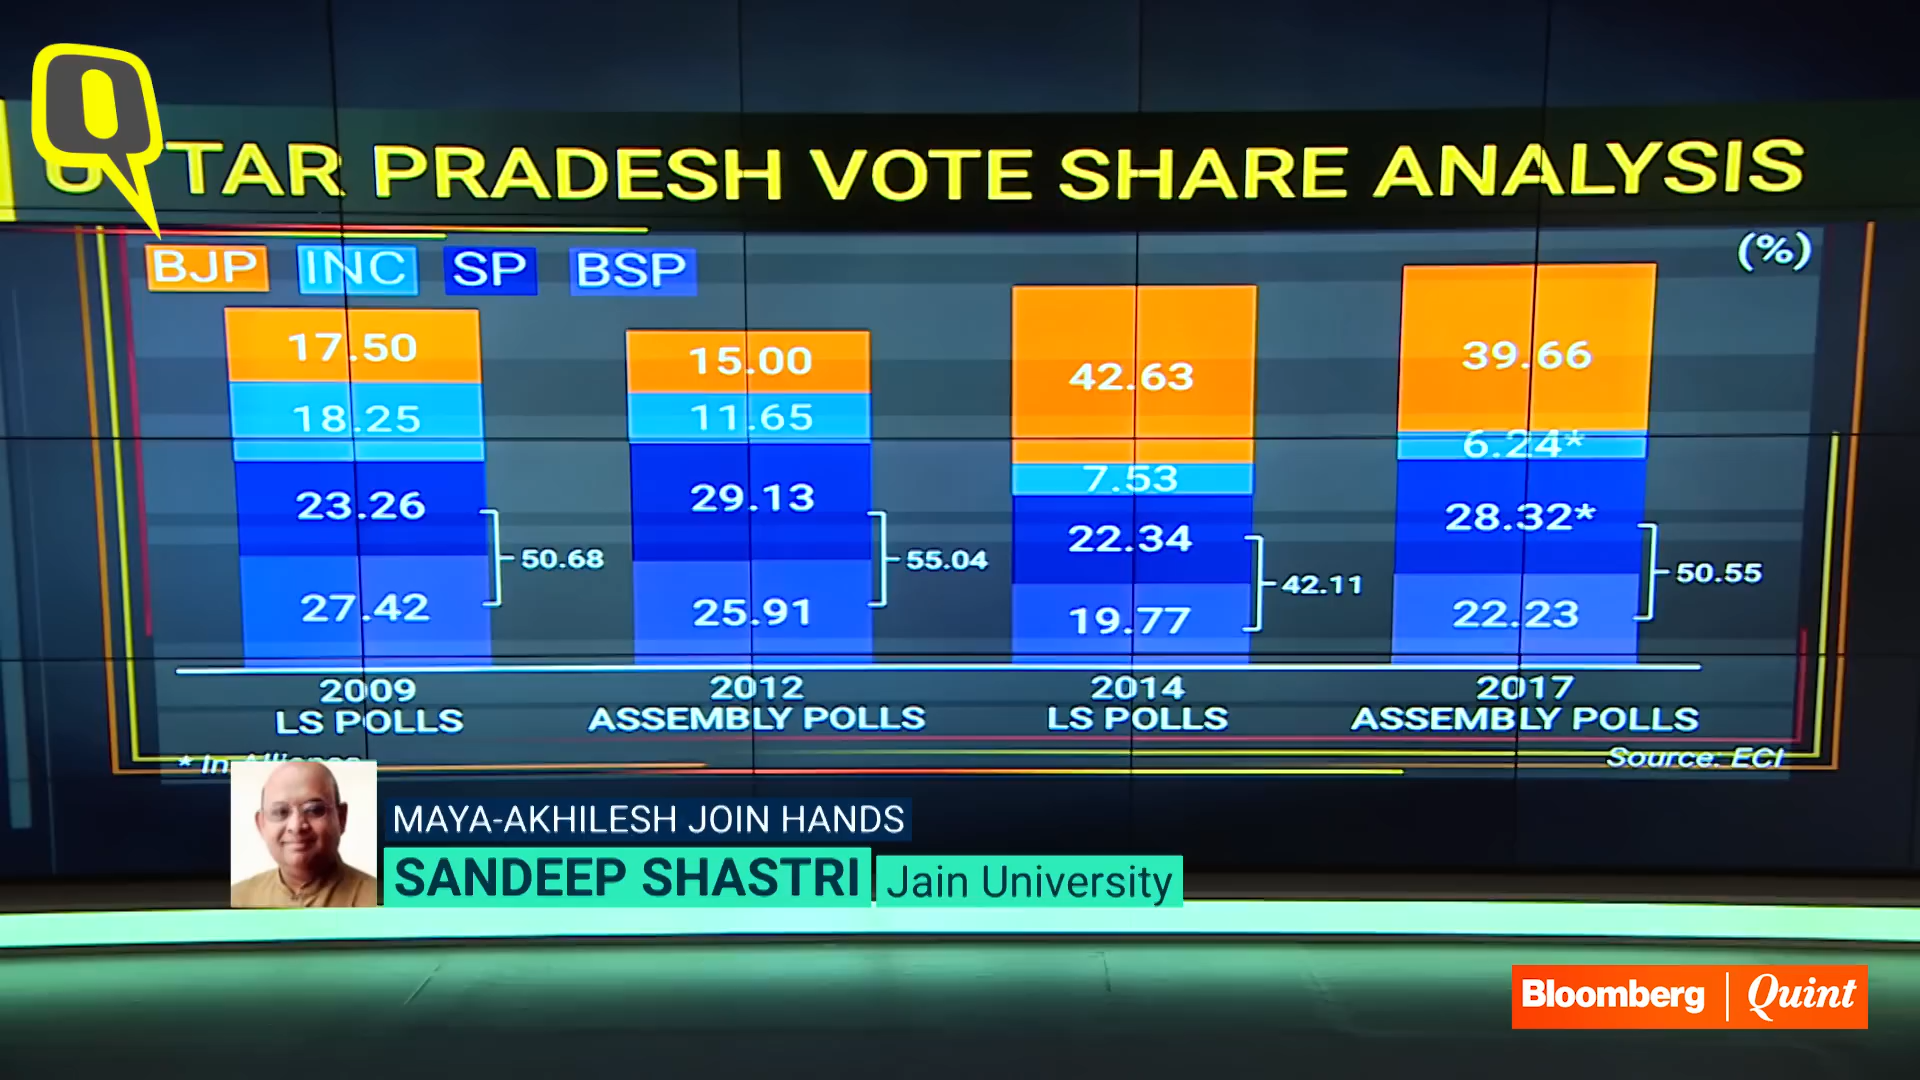 UTTAR PRADESH VOTE SHARE ANALYSIS
BJP INC SP BSP
(%)
17.50 15.00 42.63 39.66
18.25 11.65 7.53 6.24*
23.26 29.13 22.34 28.32*
50.68 55.04 42.11 50.55
27.42 25.91 19.77 22.23
2009 2012 2014 2017
LS POLLS ASSEMBLY POLLS LS POLLS ASSEMBLY POLLS
* In Alliance Source: ECI
MAYA-AKHILESH JOIN HANDS
SANDEEP SHASTRI Jain University
Bloomberg | Quint